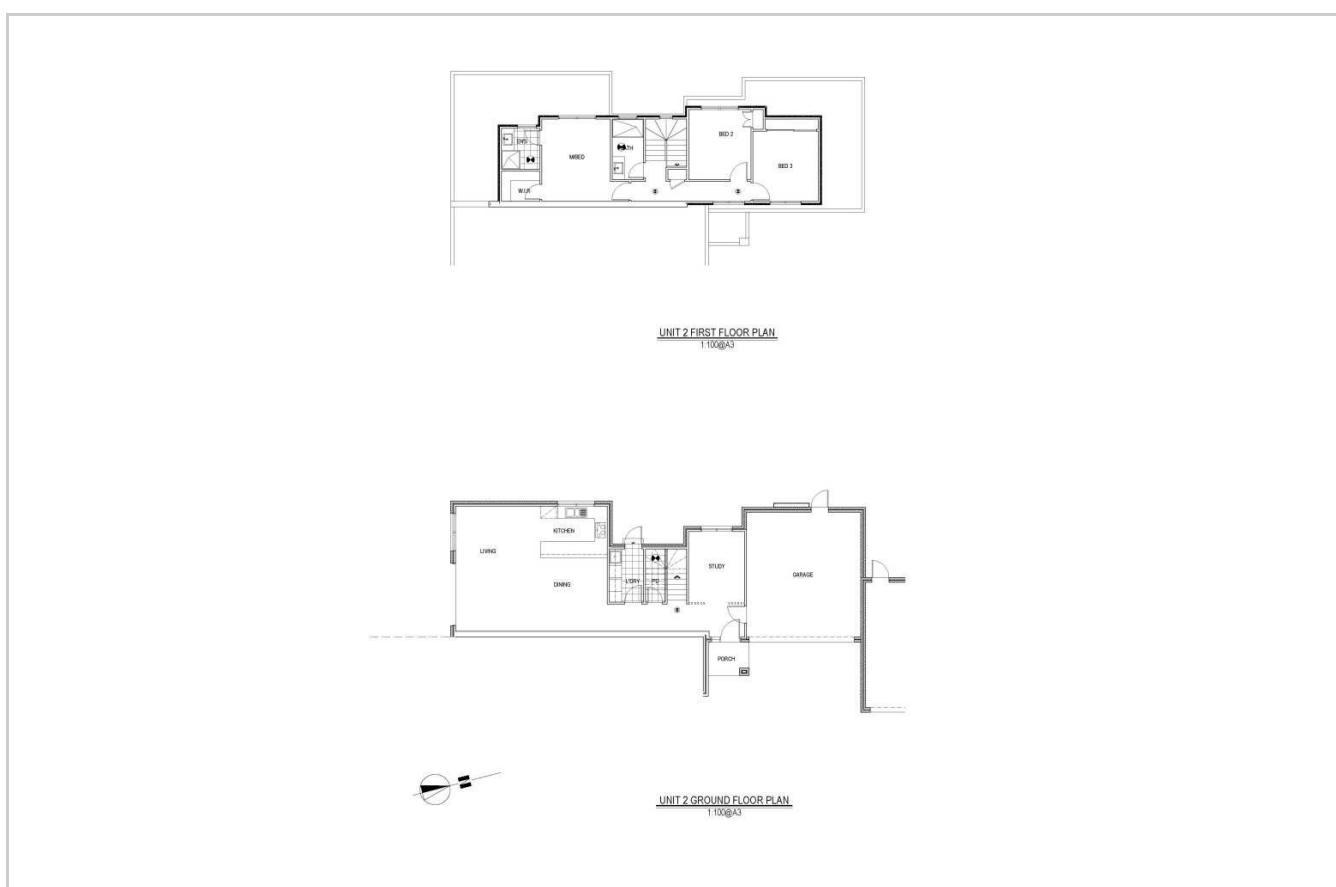 ENS
BATH
M/BED
BED 2
BED 3
W.I.R
UNIT 2 FIRST FLOOR PLAN
1:100@A3
KITCHEN
LIVING
DINING
L'DRY
PD
STUDY
GARAGE
PORCH
UNIT 2 GROUND FLOOR PLAN
1:100@A3